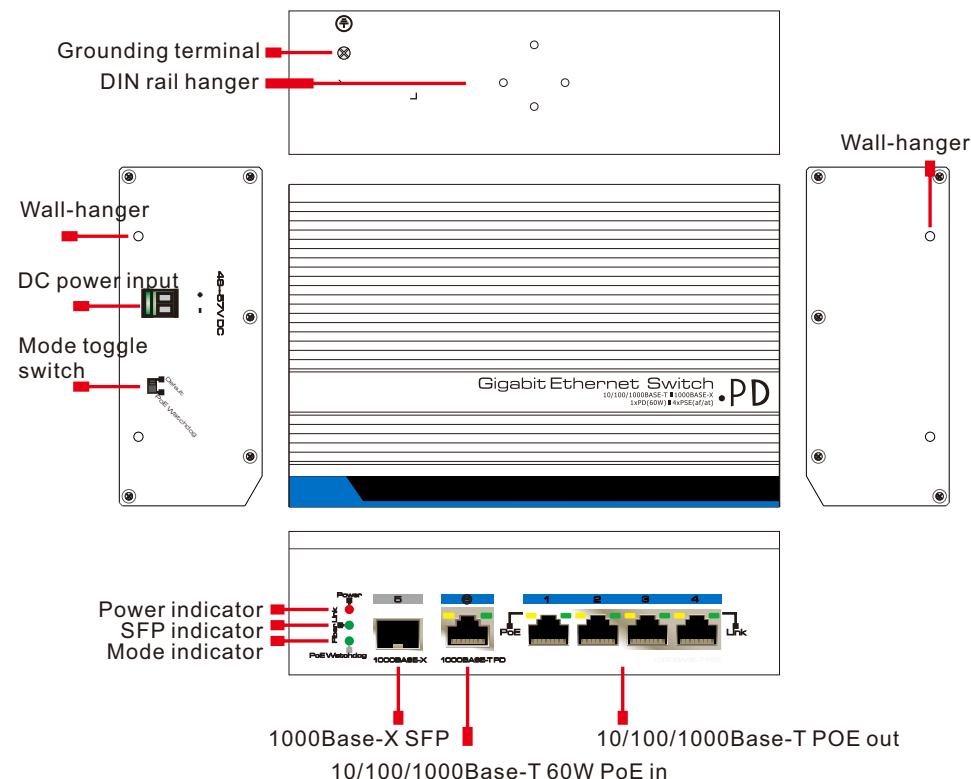 Grounding terminal
DIN rail hanger
Wall-hanger
Wall-hanger
DC power input
48~57V DC
+
-
Mode toggle
switch
Default
PoE Watchdog
Gigabit Ethernet Switch
10/100/1000BASE-T 1000BASE-X
1xPD(60W) 4xPSE(af/at)
.PD
Power indicator
SFP indicator
Mode indicator
Power
Fiber Link
PoE Watchdog
5
6
1
2
3
4
PoE
Link
1000BASE-X
1000BASE-T PD
1000Base-X SFP
10/100/1000Base-T POE out
10/100/1000Base-T 60W PoE in